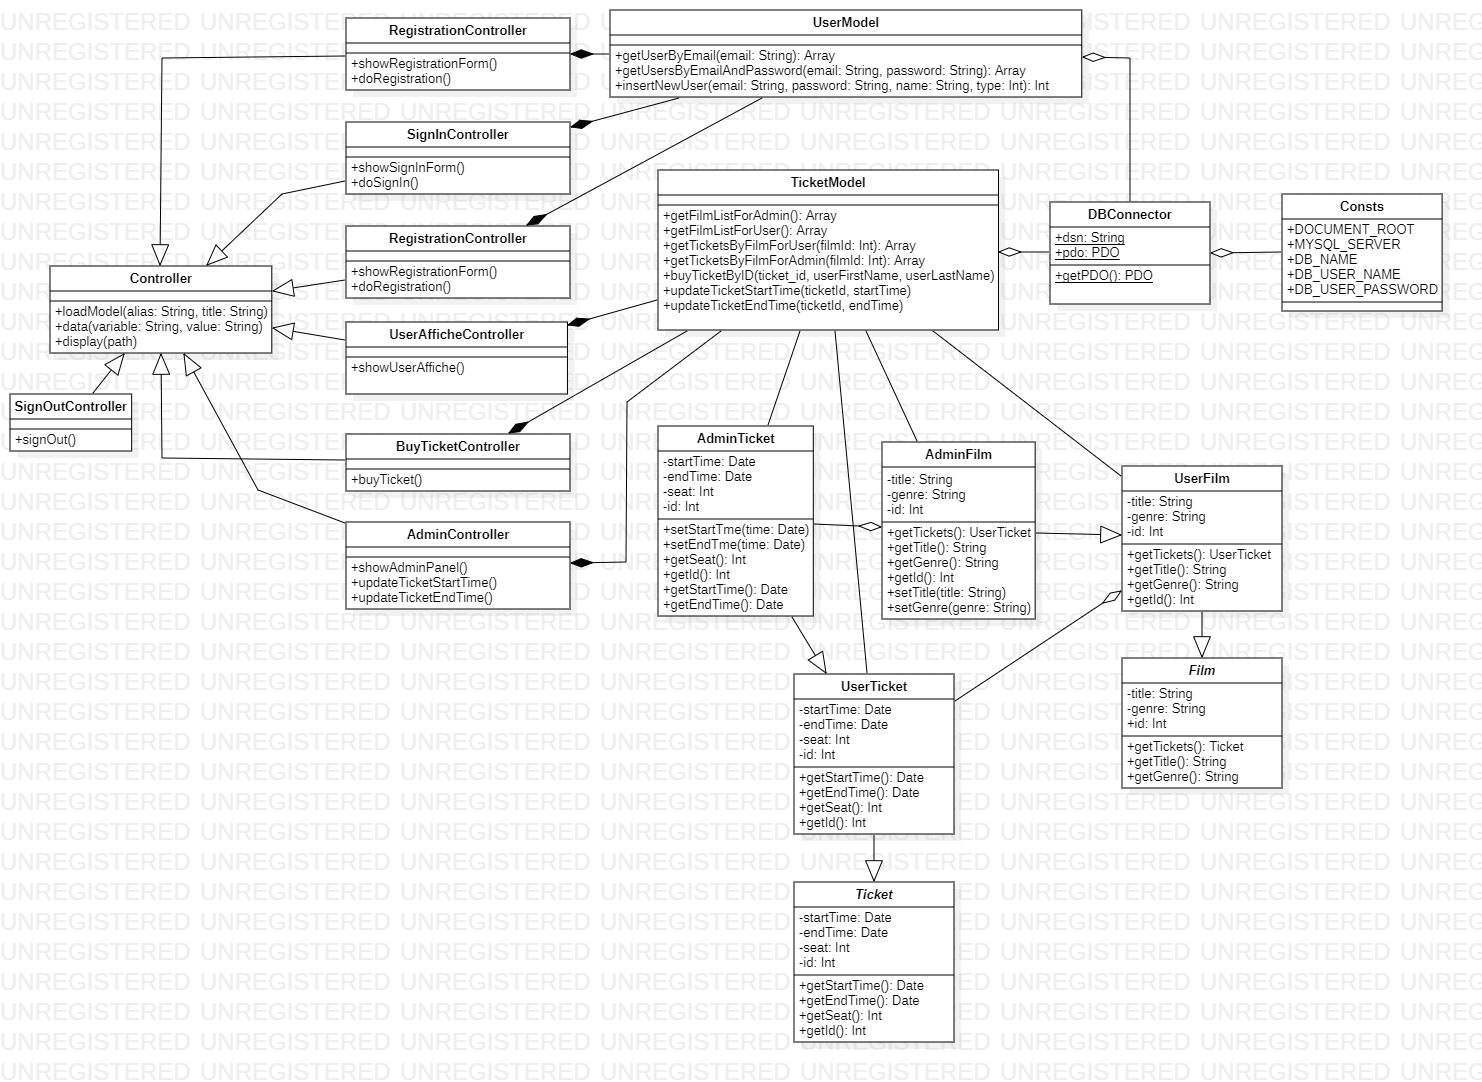 RegistrationController
+showRegistrationForm()
+doRegistration()
UserModel
+getUserByEmail(email: String): Array
+getUsersByEmailAndPassword(email: String, password: String): Array
+insertNewUser(email: String, password: String, name: String, type: Int): Int
SignInController
+showSignInForm()
+doSignIn()
TicketModel
+getFilmListForAdmin(): Array
+getFilmListForUser(): Array
+getTicketsByFilmForUser(filmId: Int): Array
+getTicketsByFilmForAdmin(filmId: Int): Array
+buyTicketByID(ticket_id, userFirstName, userLastName)
+updateTicketStartTime(ticketId, startTime)
+updateTicketEndTime(ticketId, endTime)
DBConnector
+dsn: String
+pdo: PDO
+getPDO(): PDO
Consts
+DOCUMENT_ROOT
+MYSQL_SERVER
+DB_NAME
+DB_USER_NAME
+DB_USER_PASSWORD
RegistrationController
+showRegistrationForm()
+doRegistration()
Controller
+loadModel(alias: String, title: String)
+data(variable: String, value: String)
+display(path)
UserAfficheController
+showUserAffiche()
SignOutController
+signOut()
BuyTicketController
+buyTicket()
AdminController
+showAdminPanel()
+updateTicketStartTime()
+updateTicketEndTime()
AdminTicket
-startTime: Date
-endTime: Date
-seat: Int
-id: Int
+setStartTme(time: Date)
+setEndTme(time: Date)
+getSeat(): Int
+getId(): Int
+getStartTime(): Date
+getEndTime(): Date
AdminFilm
-title: String
-genre: String
-id: Int
+getTickets(): UserTicket
+getTitle(): String
+getGenre(): String
+getId(): Int
+setTitle(title: String)
+setGenre(genre: String)
UserFilm
-title: String
-genre: String
-id: Int
+getTickets(): UserTicket
+getTitle(): String
+getGenre(): String
+getId(): Int
UserTicket
-startTime: Date
-endTime: Date
-seat: Int
-id: Int
+getStartTime(): Date
+getEndTime(): Date
+getSeat(): Int
+getId(): Int
Film
-title: String
-genre: String
+id: Int
+getTickets(): Ticket
+getTitle(): String
+getGenre(): String
Ticket
-startTime: Date
-endTime: Date
-seat: Int
-id: Int
+getStartTime(): Date
+getEndTime(): Date
+getSeat(): Int
+getId(): Int
UNREGISTERED